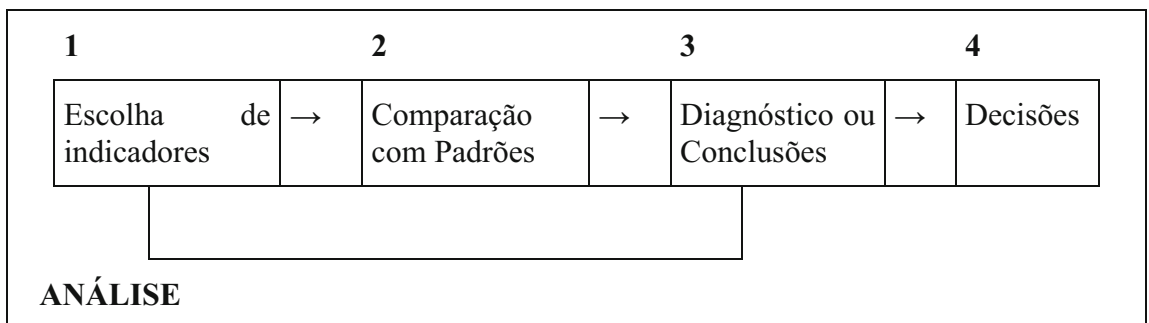 1 2 3 4
Escolha de → Comparação → Diagnóstico ou → Decisões
indicadores com Padrões Conclusões
ANÁLISE